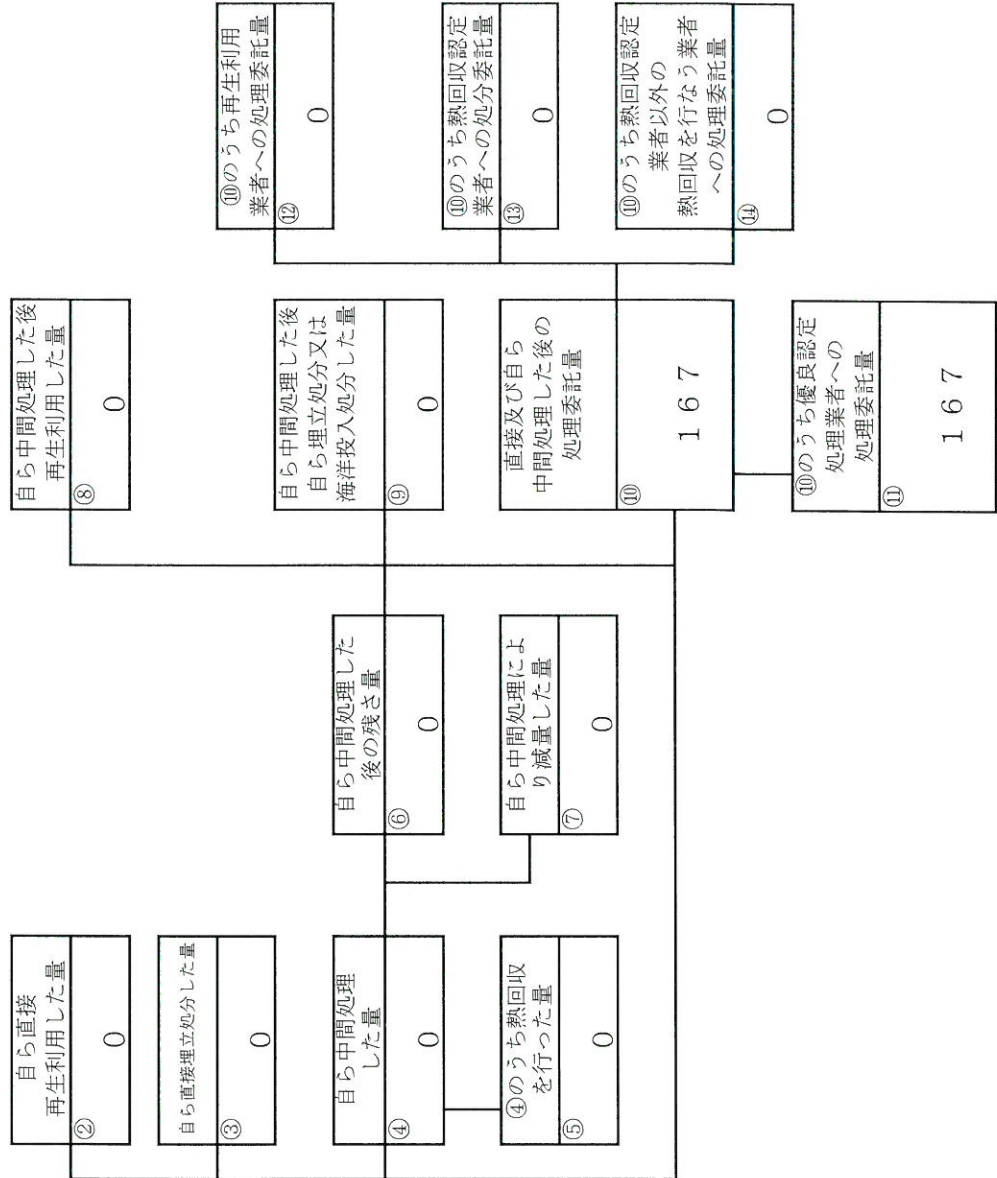 自ら直接
再生利用した量
②
0
自ら直接埋立処分した量
③
0
自ら中間処理
した量
④
0
④のうち熱回収
を行った量
⑤
0
自ら中間処理した
後の残さ量
⑥
0
自ら中間処理によ
り減量した量
⑦
0
自ら中間処理した後
再生利用した量
⑧
0
自ら中間処理した後
自ら埋立処分又は
海洋投入処分した量
⑨
0
直接及び自ら
中間処理した後の
処理委託量
⑩
167
⑩のうち優良認定
処理業者への
処理委託量
⑪
167
⑩のうち再生利用
業者への処理委託量
⑫
0
⑩のうち熱回収認定
業者への処分委託量
⑬
0
⑩のうち熱回収認定
業者以外の
熱回収を行なう業者
への処理委託量
⑭
0